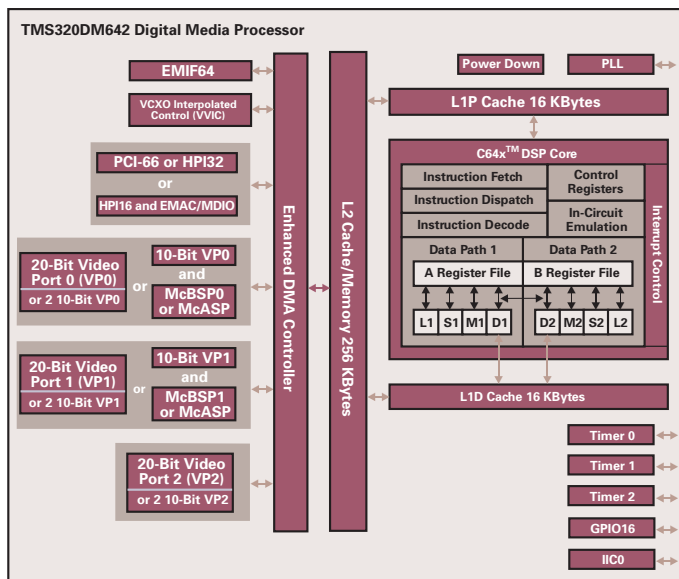 TMS320DM642 Digital Media Processor
EMIF64
VCXO Interpolated
Control (VVIC)
PCI-66 or HPI32
or
HPI16 and EMAC/MDIO
20-Bit Video
Port 0 (VP0)
or 2 10-Bit VP0
or
10-Bit VP0
and
McBSP0
or McASP
20-Bit Video
Port 1 (VP1)
or 2 10-Bit VP1
or
10-Bit VP1
and
McBSP1
or McASP
20-Bit Video
Port 2 (VP2)
or 2 10-Bit VP2
Enhanced DMA Controller
L2 Cache/Memory 256 KBytes
Power Down
PLL
L1P Cache 16 KBytes
C64x™ DSP Core
Instruction Fetch
Instruction Dispatch
Instruction Decode
Control
Registers
In-Circuit
Emulation
Interrupt Control
Data Path 1
Data Path 2
A Register File
B Register File
L1 S1 M1 D1
D2 M2 S2 L2
L1D Cache 16 KBytes
Timer 0
Timer 1
Timer 2
GPIO16
IIC0